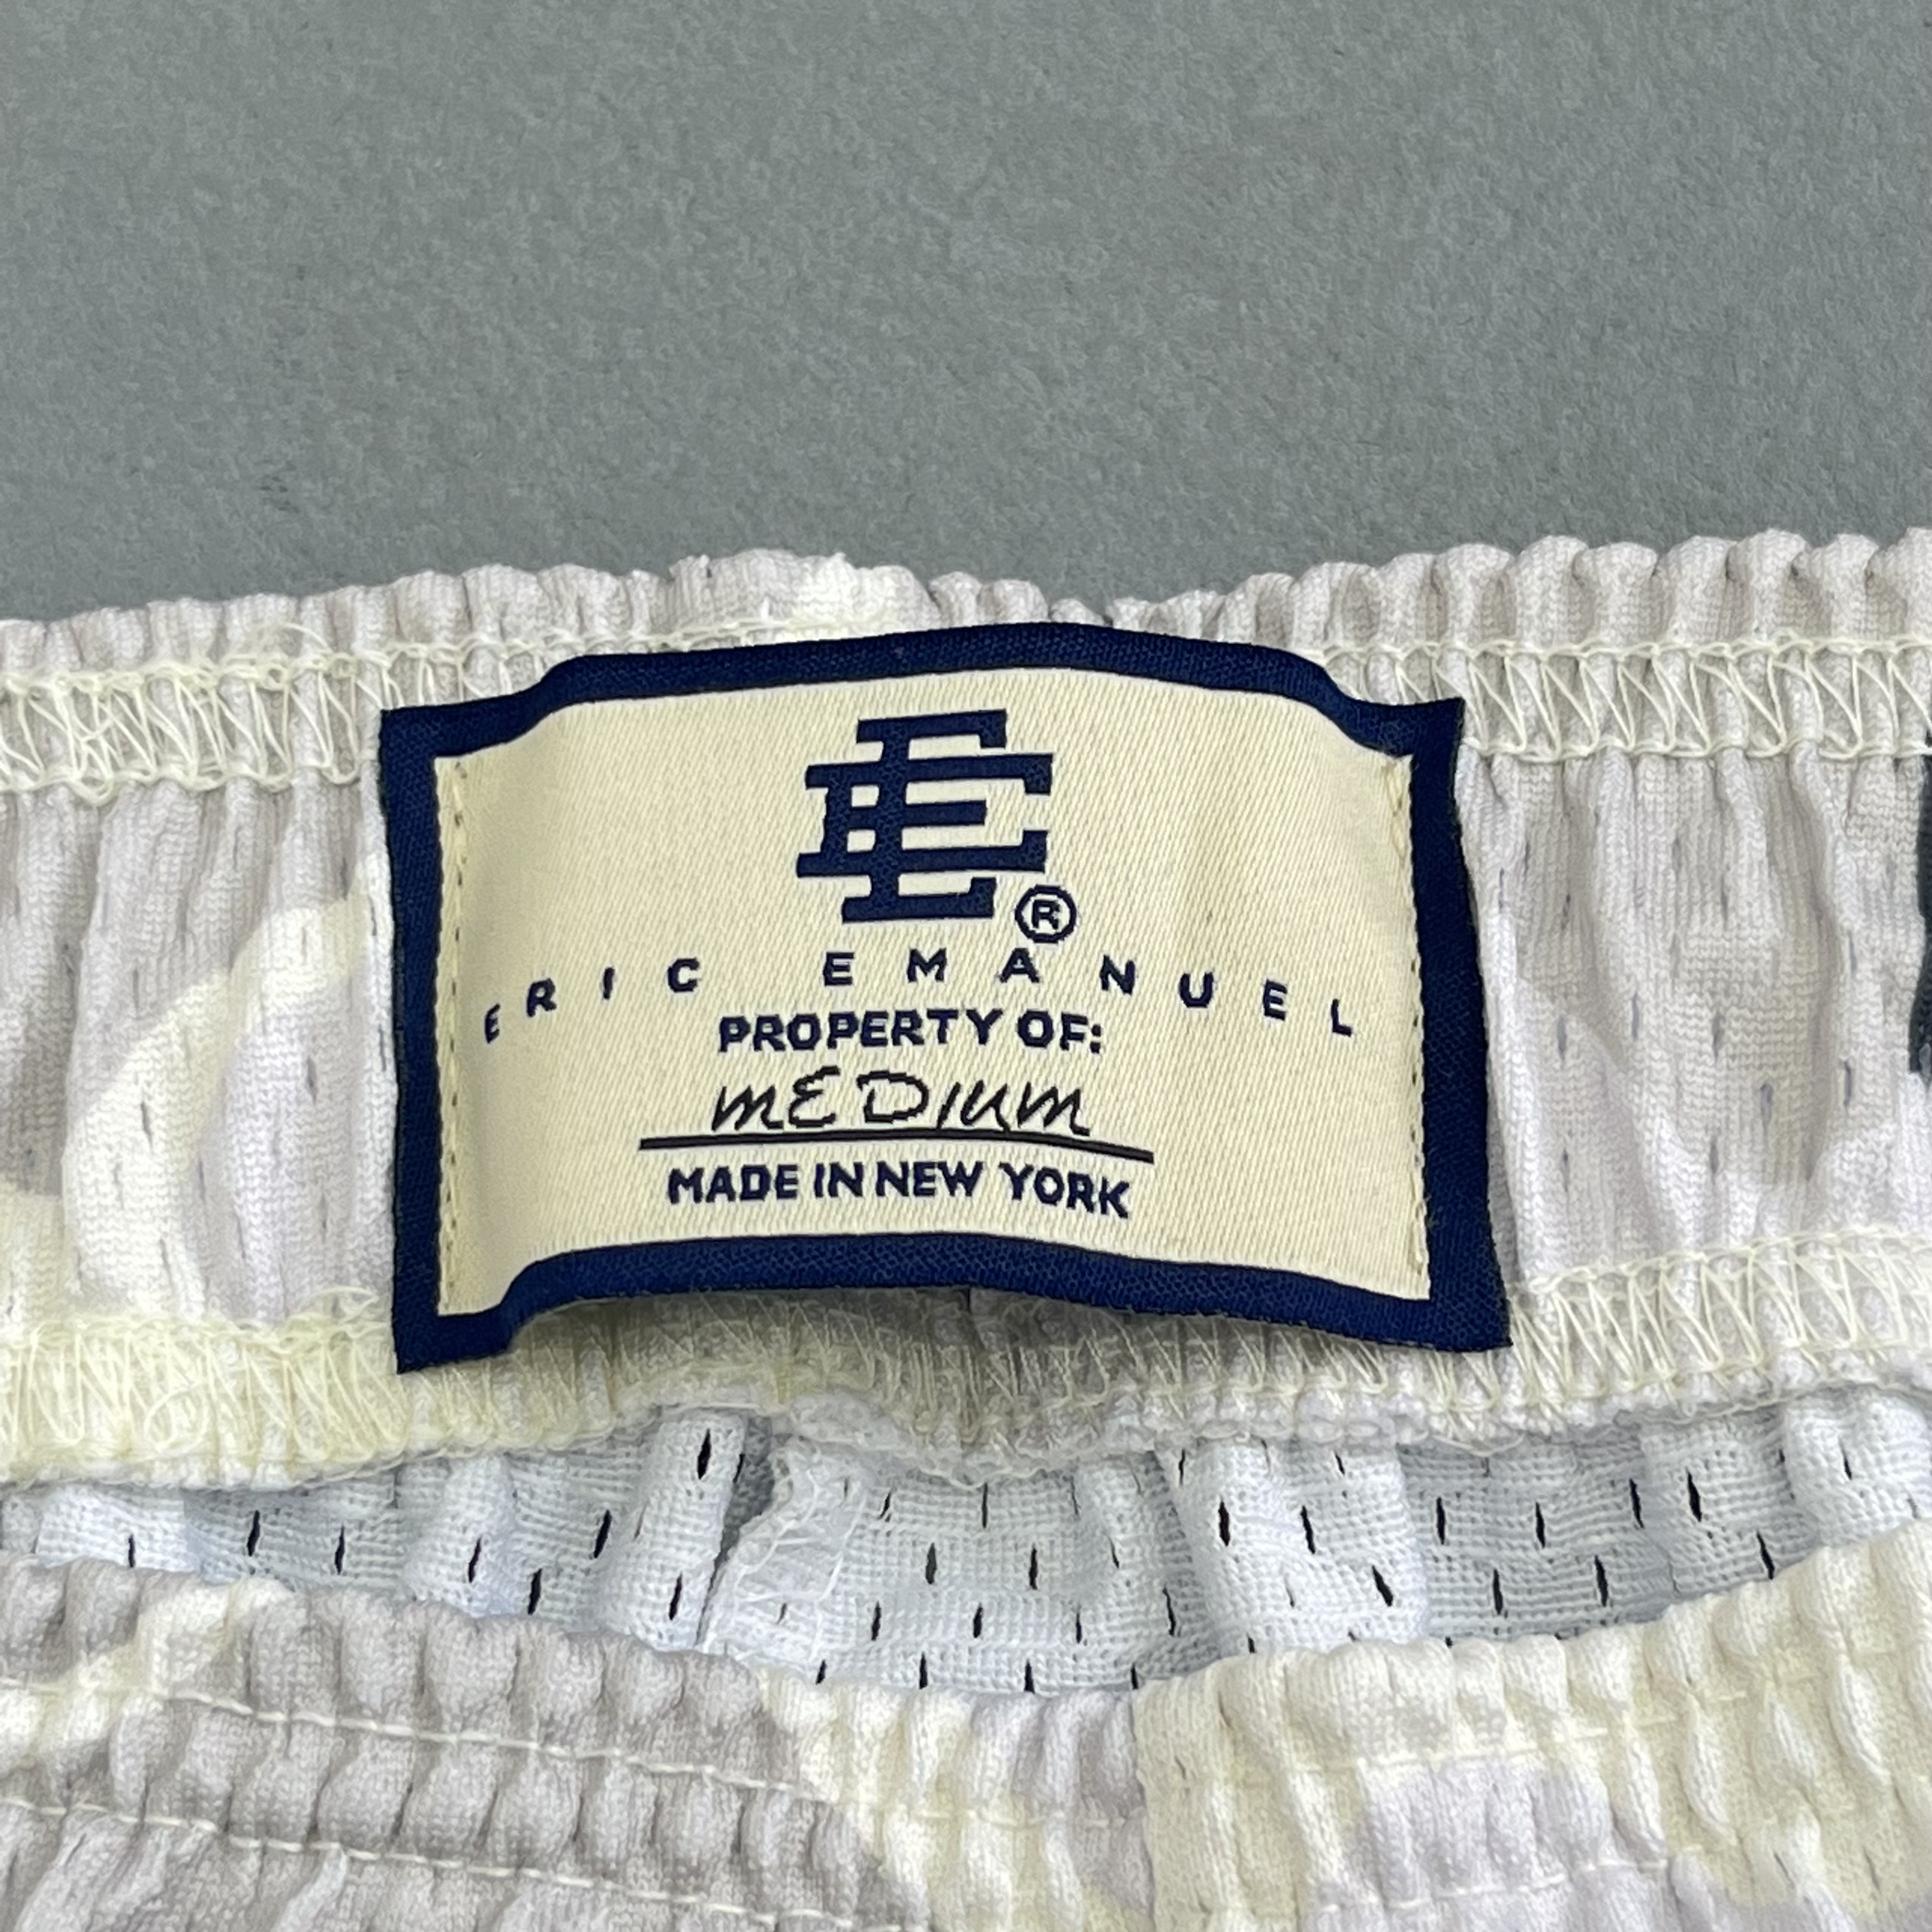 EE®
ERIC EMANUEL
PROPERTY OF:
mEDIUm
MADE IN NEW YORK